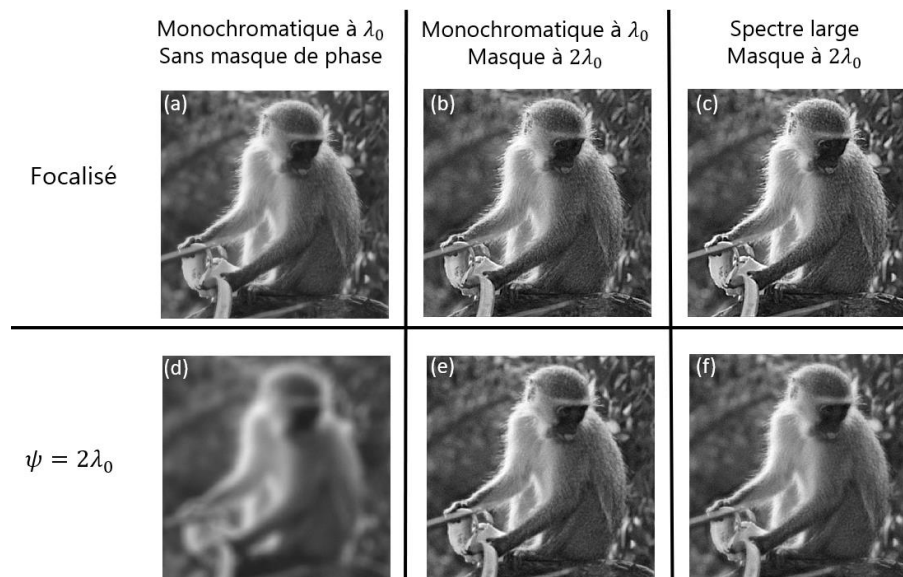 Monochromatique à λ₀
Sans masque de phase
Monochromatique à λ₀
Masque à 2λ₀
Spectre large
Masque à 2λ₀
Focalisé
(a)
(b)
(c)
ψ = 2λ₀
(d)
(e)
(f)